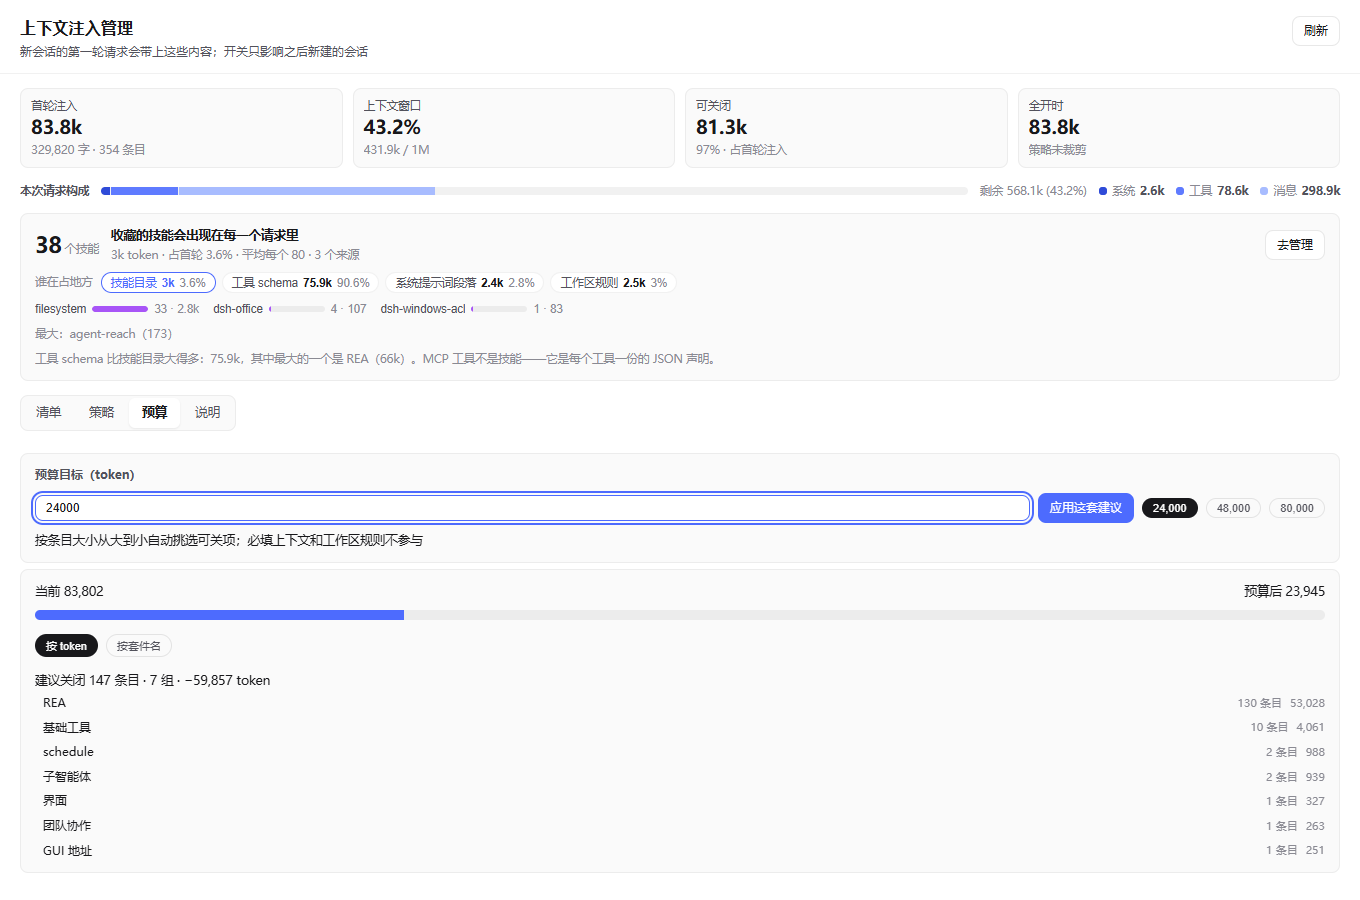 上下文注入管理
新会话的第一轮请求会带上这些内容；开关只影响之后新建的会话
刷新
首轮注入
83.8k
329,820 字 · 354 条目
上下文窗口
43.2%
431.9k / 1M
可关闭
81.3k
97% · 占首轮注入
全开时
83.8k
策略未裁剪
本次请求构成 剩余 568.1k (43.2%) 系统 2.6k 工具 78.6k 消息 298.9k
38 个技能
收藏的技能会出现在每一个请求里
3k token · 占首轮 3.6% · 平均每个 80 · 3 个来源
去管理
谁在占地方 技能目录 3k 3.6% 工具 schema 75.9k 90.6% 系统提示词段落 2.4k 2.8% 工作区规则 2.5k 3%
filesystem 33 · 2.8k dsh-office 4 · 107 dsh-windows-acl 1 · 83
最大：agent-reach（173）
工具 schema 比技能目录大得多：75.9k，其中最大的一个是 REA（66k）。MCP 工具不是技能——它是每个工具一份的 JSON 声明。
清单 策略 预算 说明
预算目标（token）
24000 应用这套建议 24,000 48,000 80,000
按条目大小从大到小自动挑选可关项；必填上下文和工作区规则不参与
当前 83,802 预算后 23,945
按 token 按套件名
建议关闭 147 条目 · 7 组 · −59,857 token
REA 130 条目 53,028
基础工具 10 条目 4,061
schedule 2 条目 988
子智能体 2 条目 939
界面 1 条目 327
团队协作 1 条目 263
GUI 地址 1 条目 251